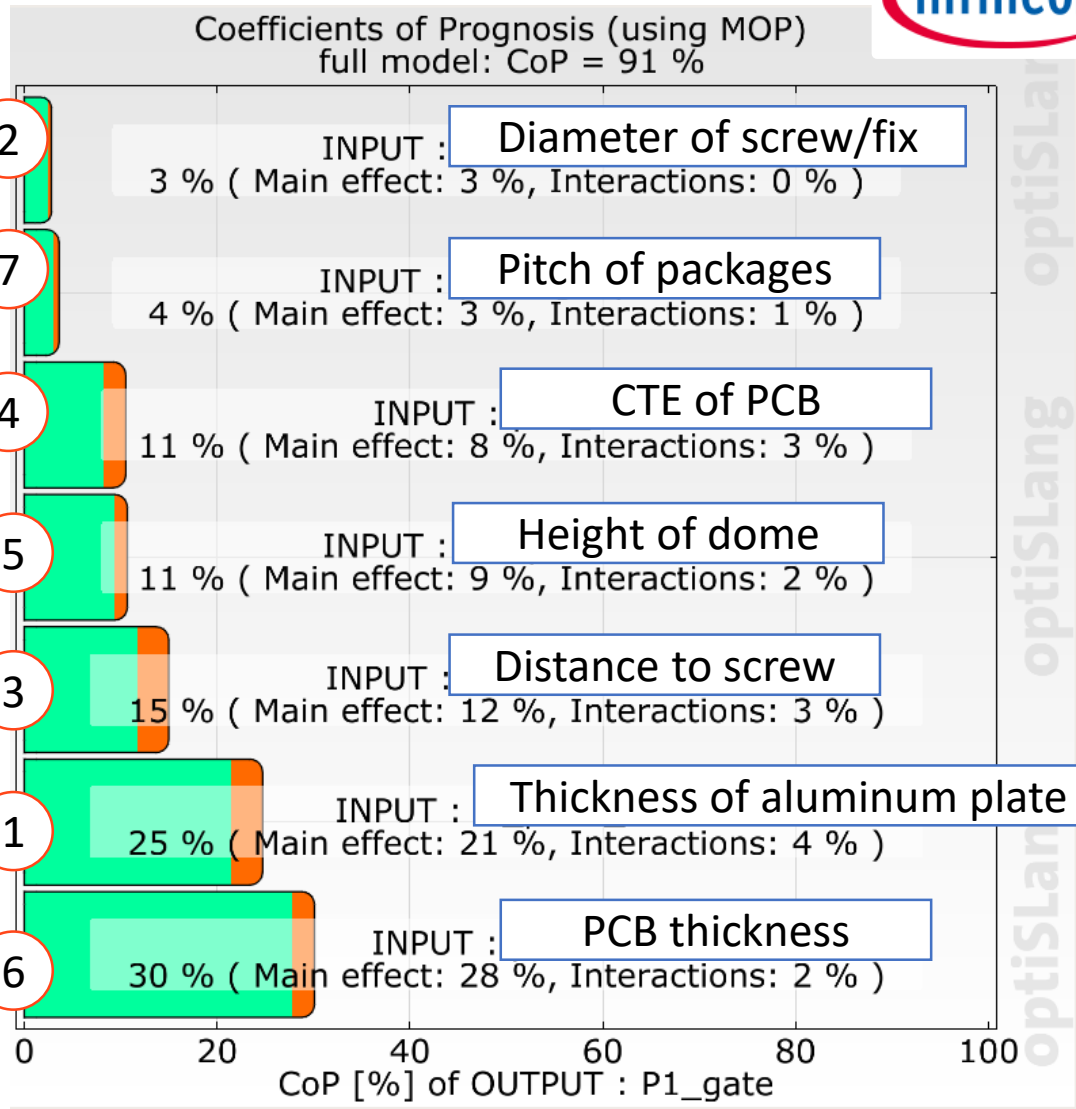 Coefficients of Prognosis (using MOP)
full model: CoP = 91 %
2
INPUT : Diameter of screw/fix
3 % ( Main effect: 3 %, Interactions: 0 % )
7
INPUT : Pitch of packages
4 % ( Main effect: 3 %, Interactions: 1 % )
4
INPUT : CTE of PCB
11 % ( Main effect: 8 %, Interactions: 3 % )
5
INPUT : Height of dome
11 % ( Main effect: 9 %, Interactions: 2 % )
3
INPUT : Distance to screw
15 % ( Main effect: 12 %, Interactions: 3 % )
1
INPUT : Thickness of aluminum plate
25 % ( Main effect: 21 %, Interactions: 4 % )
6
INPUT : PCB thickness
30 % ( Main effect: 28 %, Interactions: 2 % )
0 20 40 60 80 100
CoP [%] of OUTPUT : P1_gate
optiSLang
optiSLang
optiSLang